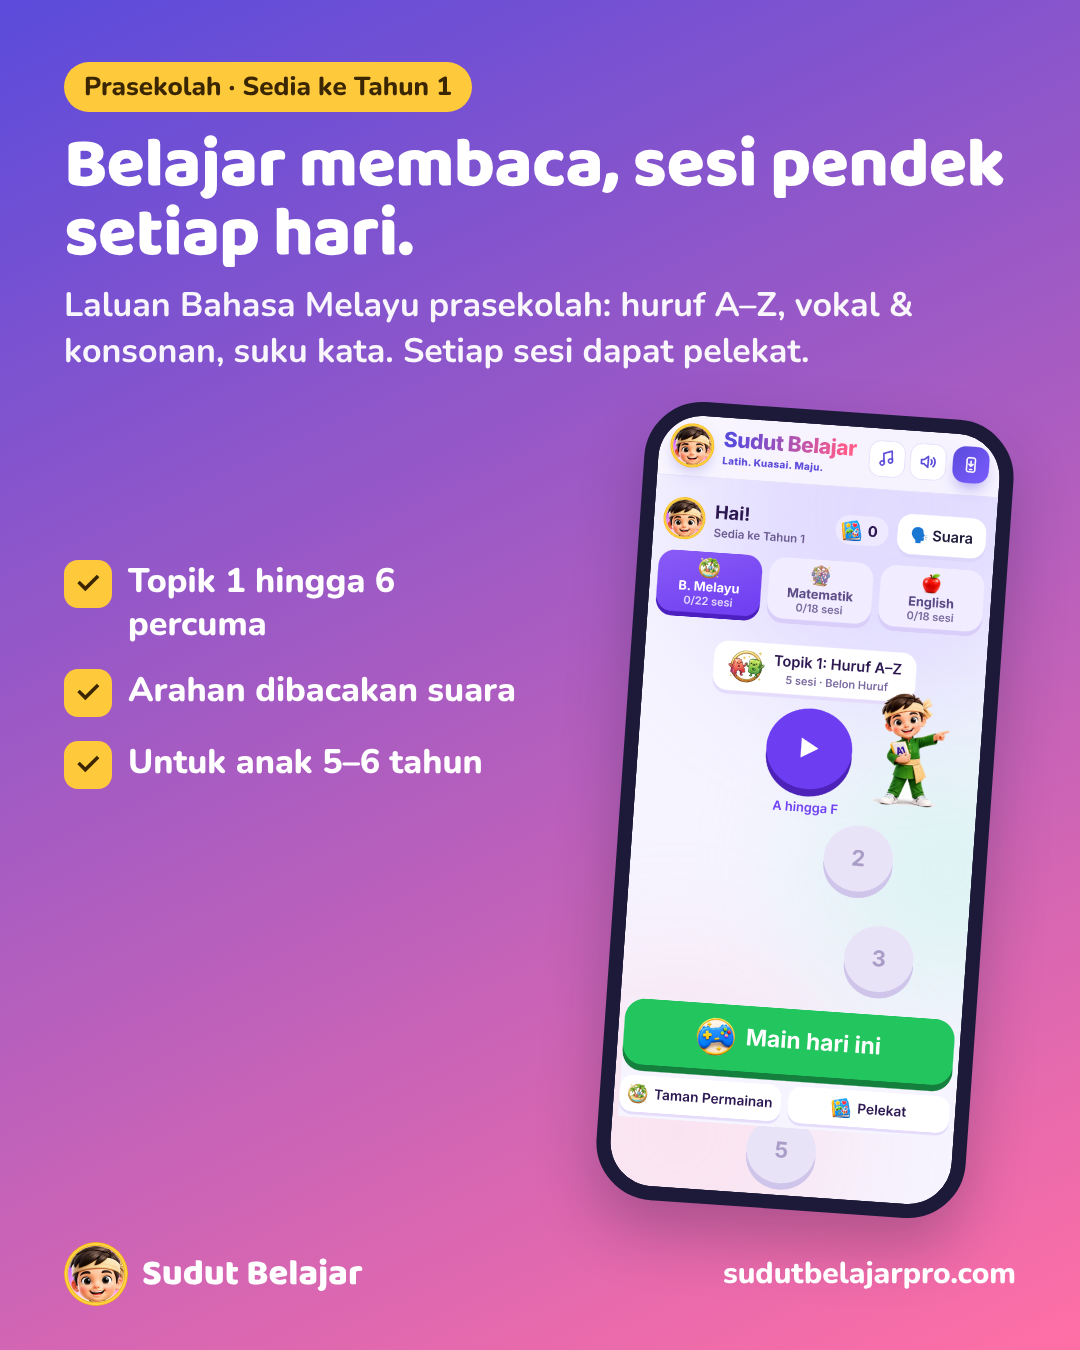 Prasekolah · Sedia ke Tahun 1
Belajar membaca, sesi pendek
setiap hari.
Laluan Bahasa Melayu prasekolah: huruf A–Z, vokal &
konsonan, suku kata. Setiap sesi dapat pelekat.
Topik 1 hingga 6
percuma
Arahan dibacakan suara
Untuk anak 5–6 tahun
Sudut Belajar
Latih. Kuasai. Maju.
Hai!
Sedia ke Tahun 1
0
Suara
B. Melayu
0/22 sesi
Matematik
0/18 sesi
English
0/18 sesi
Topik 1: Huruf A–Z
5 sesi · Belon Huruf
A1
A hingga F
2
3
Main hari ini
Taman Permainan
Pelekat
5
Sudut Belajar
sudutbelajarpro.com